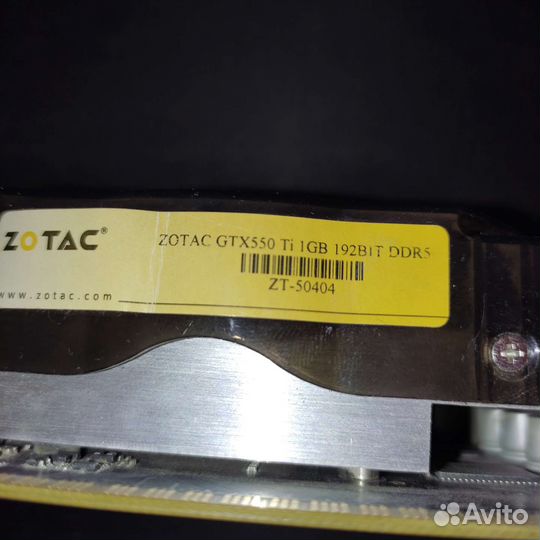 ZOTAC®
www.zotac.com
ZOTAC GTX550 Ti 1GB 192BIT DDR5
ZT-50404
Avito